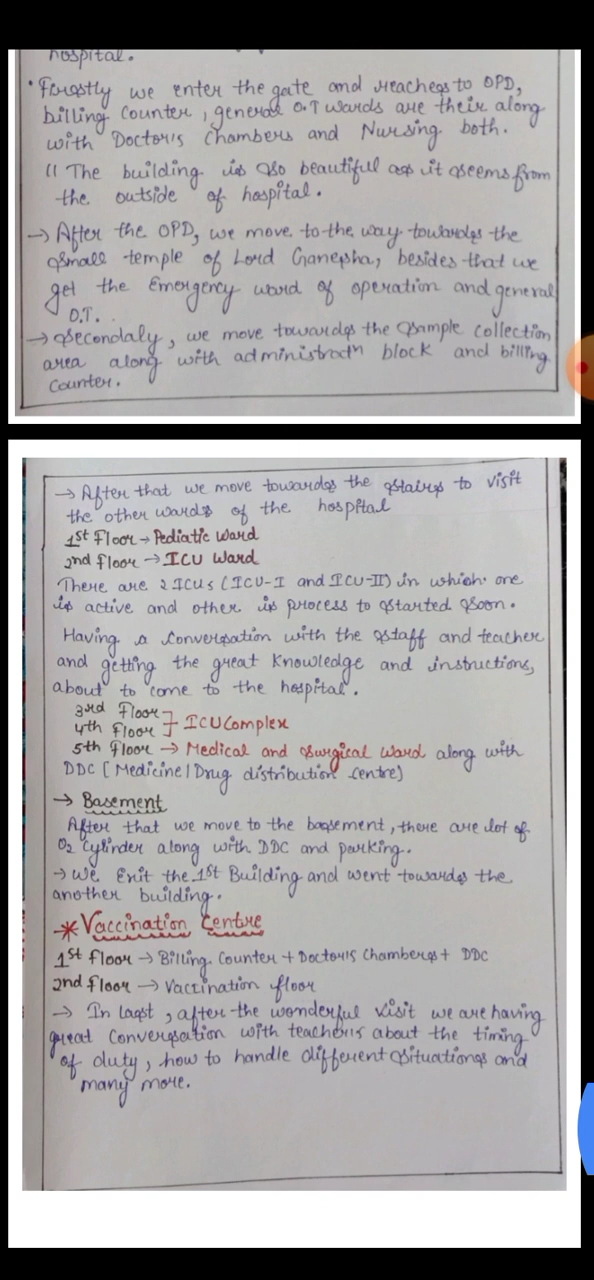 hospital.
• Firstly we enter the gate and reaches to OPD,
billing counter, general O.T wards are their along
with Doctor's Chambers and Nursing both.
" The building is so beautiful as it seems from
the outside of hospital.
→ After the OPD, we move to the way towards the
small temple of Lord Ganesha, besides that we
get the Emergency ward of operation and general
O.T.
→ secondaly, we move towards the sample collection
area along with administractn block and billing
counter.
→ After that we move towards the stairs to visit
the other wards of the hospital
1st Floor → Pediatic Ward
2nd Floor → ICU Ward
There are 2 ICUs (ICU-I and ICU-II) in which one
is active and other is process to started soon.
Having a conversation with the staff and teacher
and getting the great knowledge and instructions,
about to come to the hospital.
3rd Floor
4th Floor ] ICU Complex
5th Floor → Medical and surgical ward along with
DDC [Medicine/Drug distribution centre)
→ Basement
After that we move to the basement, there are lot of
O2 cylinder along with DDC and parking.
→ We Exit the 1st Building and went towards the
another building.
* Vaccination Centre
1st floor → Billing Counter + Doctor's Chambers + DDC
2nd Floor → Vaccination floor
→ In last, after the wonderful visit we are having
great conversation with teacher's about the timing
of duty, how to handle different situations and
many more.